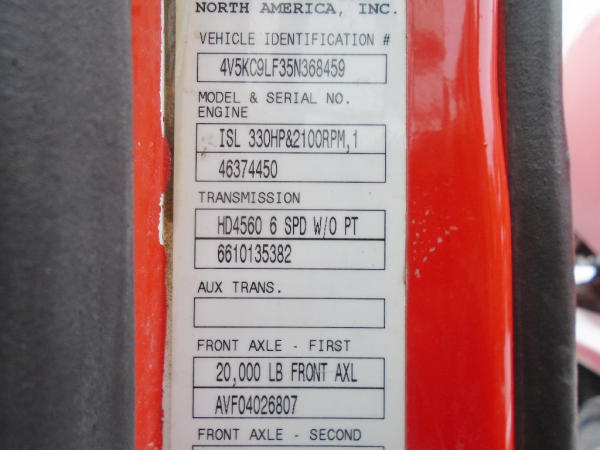 NORTH AMERICA, INC.
VEHICLE IDENTIFICATION #
4V5KC9LF35N368459
MODEL & SERIAL NO.
ENGINE
ISL 330HP&2100RPM,1
46374450
TRANSMISSION
HD4560 6 SPD W/O PT
6610135382
AUX TRANS.
FRONT AXLE - FIRST
20,000 LB FRONT AXL
AVF04026807
FRONT AXLE - SECOND